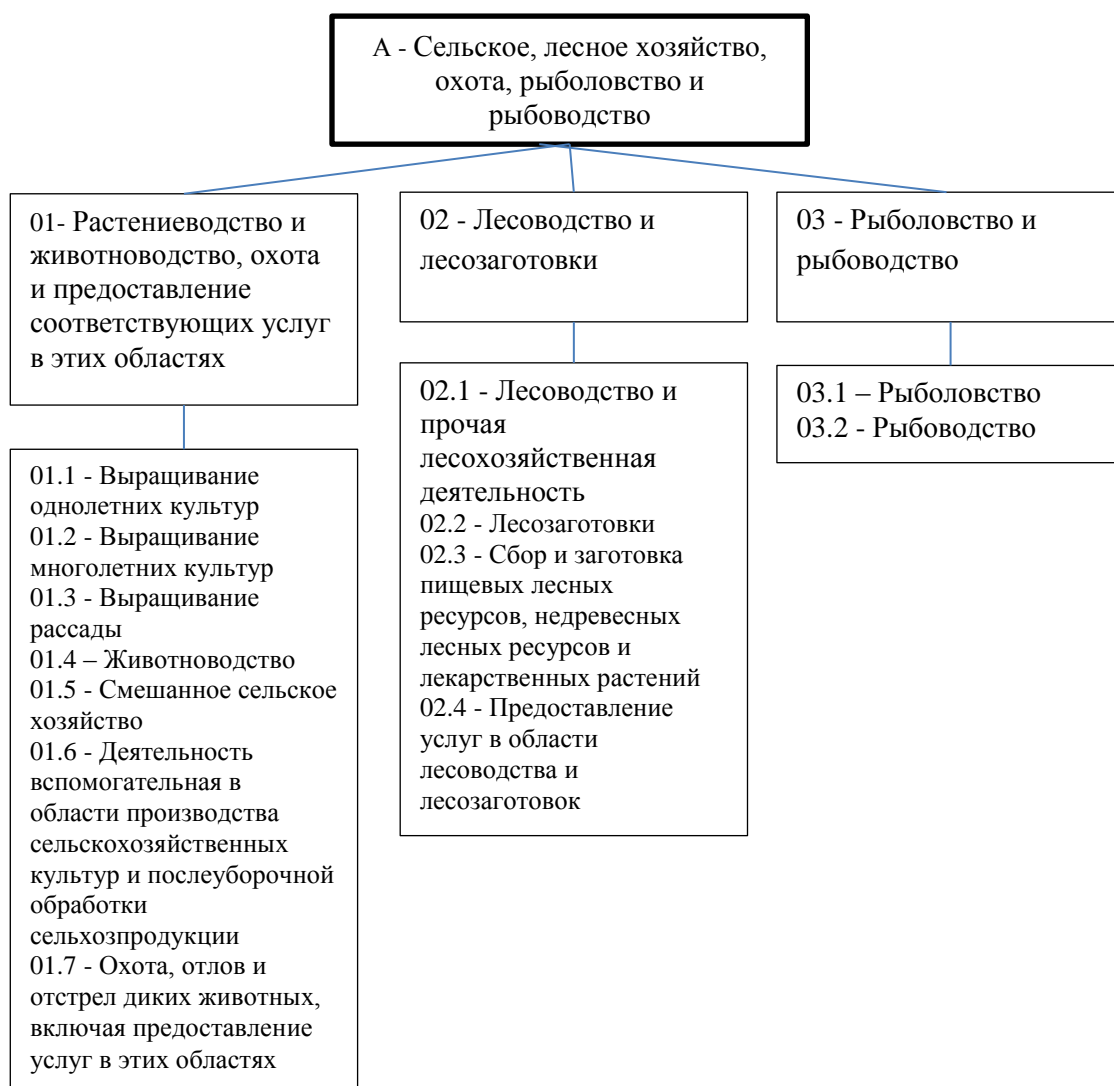 А - Сельское, лесное хозяйство,
охота, рыболовство и
рыбоводство
01- Растениеводство и
животноводство, охота
и предоставление
соответствующих услуг
в этих областях
02 - Лесоводство и
лесозаготовки
03 - Рыболовство и
рыбоводство
01.1 - Выращивание
однолетних культур
01.2 - Выращивание
многолетних культур
01.3 - Выращивание
рассады
01.4 – Животноводство
01.5 - Смешанное сельское
хозяйство
01.6 - Деятельность
вспомогательная в
области производства
сельскохозяйственных
культур и послеуборочной
обработки
сельхозпродукции
01.7 - Охота, отлов и
отстрел диких животных,
включая предоставление
услуг в этих областях
02.1 - Лесоводство и
прочая
лесохозяйственная
деятельность
02.2 - Лесозаготовки
02.3 - Сбор и заготовка
пищевых лесных
ресурсов, недревесных
лесных ресурсов и
лекарственных растений
02.4 - Предоставление
услуг в области
лесоводства и
лесозаготовок
03.1 – Рыболовство
03.2 - Рыбоводство